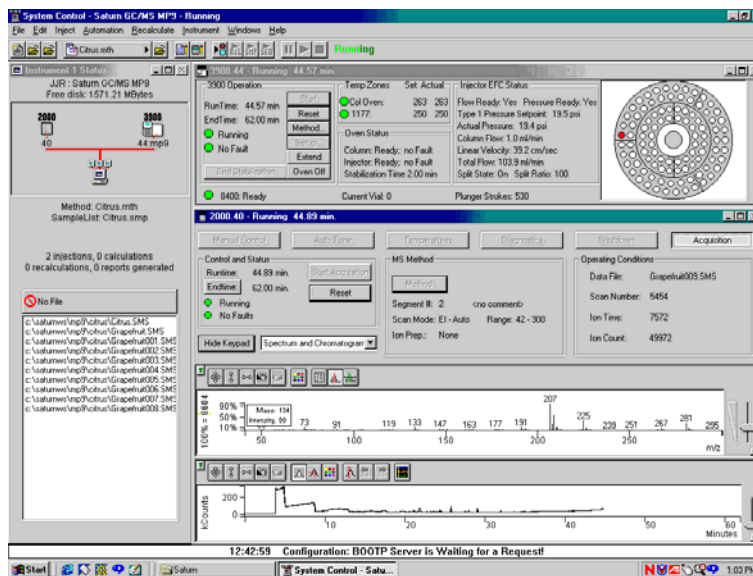 System Control - Saturn GC/MS MP9 - Running
File Edit Inject Automation Recalculate Instrument Windows Help
Citrus.mth
Running
Instrument 1 Status
JJR : Saturn GC/MS MP9
Free disk: 1571.21 MBytes
2000
3900
40
44:mp9
Method: Citrus.mth
SampleList: Citrus.smp
2 injections, 0 calculations
0 recalculations, 0 reports generated
No File
c:\saturnws\mp9\citrus\Citrus.SMS
c:\saturnws\mp9\citrus\Grapefruit.SMS
c:\saturnws\mp9\citrus\Grapefruit001.SMS
c:\saturnws\mp9\citrus\Grapefruit002.SMS
c:\saturnws\mp9\citrus\Grapefruit003.SMS
c:\saturnws\mp9\citrus\Grapefruit004.SMS
c:\saturnws\mp9\citrus\Grapefruit005.SMS
c:\saturnws\mp9\citrus\Grapefruit006.SMS
c:\saturnws\mp9\citrus\Grapefruit007.SMS
c:\saturnws\mp9\citrus\Grapefruit008.SMS
3900.44 - Running 44.57 min.
3900 Operation
RunTime: 44.57 min
EndTime: 62.00 min
Running
No Fault
End Stabilization
Start
Reset
Method...
Setup...
Extend
Oven Off
Temp Zones Set Actual
Col Oven: 263 263
1177: 250 250
Oven Status
Column: Ready; no Fault
Injector: Ready; no Fault
Stabilization Time 2.00 min
Injector EFC Status
Flow Ready: Yes Pressure Ready: Yes
Type 1 Pressure Setpoint: 19.5 psi
Actual Pressure: 19.4 psi
Column Flow: 1.0 ml/min
Linear Velocity: 39.2 cm/sec
Total Flow: 103.9 ml/min
Split State: On Split Ratio: 100
8400: Ready
Current Vial: 0
Plunger Strokes: 530
2000.40 - Running 44.89 min.
Manual Control
Auto Tune
Temperatures
Diagnostics
Shutdown
Acquisition
Control and Status
Runtime: 44.89 min.
Endtime: 62.00 min.
Running
No Faults
Start Acquisition
Reset
Hide Keypad
Spectrum and Chromatogram
MS Method
Method
Segment #: 2 <no comment>
Scan Mode: EI - Auto Range: 42 - 300
Ion Prep.: None
Operating Conditions
Data File: Grapefruit009.SMS
Scan Number: 5454
Ion Time: 7572
Ion Count: 49972
90%
50%
10%
Intensity: 99
207
73 91 119 133 147 163 177 191 225 239 251 267 281 295
50 100 150 200 250
m/z
kCounts
200
0
10 20 30 40 50 60
Minutes
12:42:59 Configuration: BOOTP Server is Waiting for a Request!
Start
Saturn
System Control - Satu...
1:03 PM